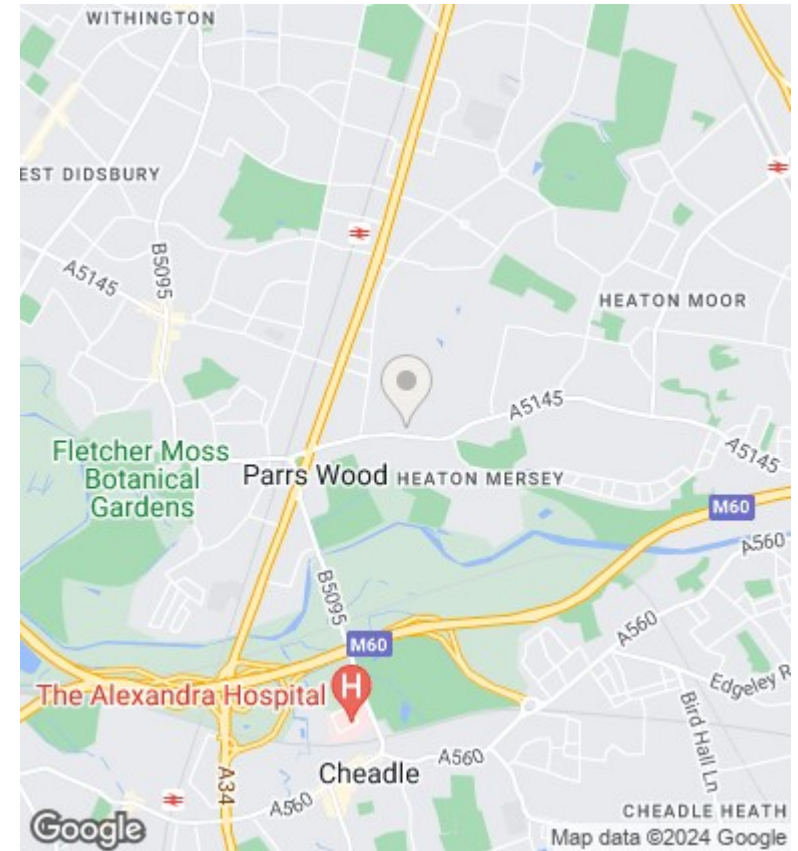 WITHINGTON
EST DIDSBURY
B5095
A5145
HEATON MOOR
A5145
A5145
Fletcher Moss
Botanical
Gardens
Parrs Wood
HEATON MERSEY
M60
A560
B5095
A560
M60
The Alexandra Hospital
H
Edgeley R
Bird Hall Ln
A34
A560
Cheadle
A560
CHEADLE HEATH
Google
Map data ©2024 Google